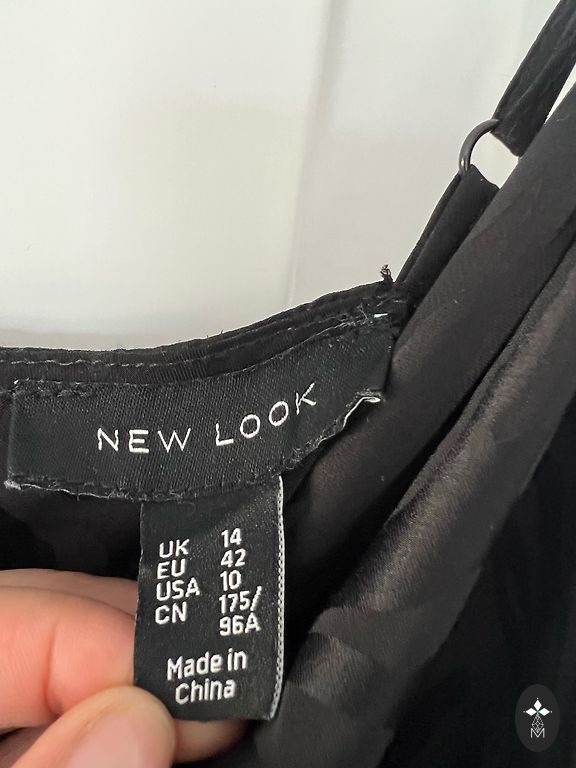 NEW LOOK
UK 14
EU 42
USA 10
CN 175/
96A
Made in
China